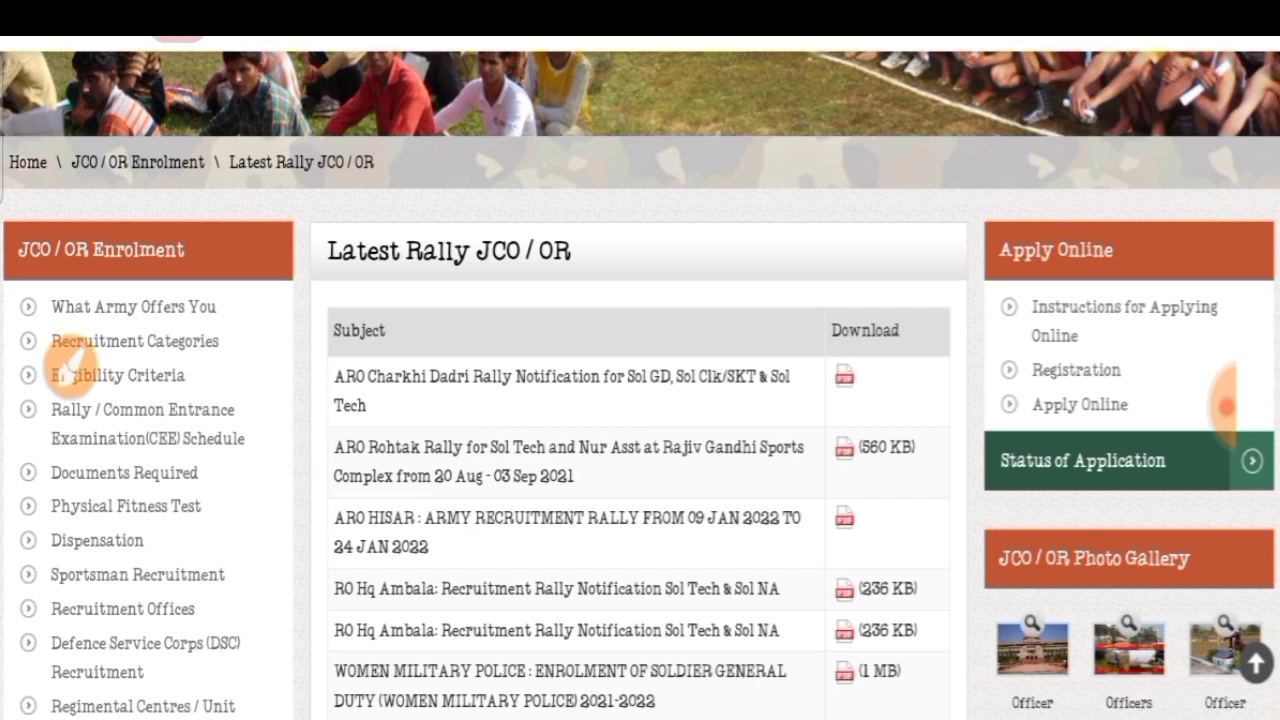 Home \ JCO / OR Enrolment \ Latest Rally JCO / OR
JCO / OR Enrolment
What Army Offers You
Recruitment Categories
Eligibility Criteria
Rally / Common Entrance
Examination(CEE) Schedule
Documents Required
Physical Fitness Test
Dispensation
Sportsman Recruitment
Recruitment Offices
Defence Service Corps (DSC)
Recruitment
Regimental Centres / Unit
Latest Rally JCO / OR
Subject Download
ARO Charkhi Dadri Rally Notification for Sol GD, Sol Clk/SKT & Sol
Tech
ARO Rohtak Rally for Sol Tech and Nur Asst at Rajiv Gandhi Sports
Complex from 20 Aug - 03 Sep 2021
(560 KB)
ARO HISAR : ARMY RECRUITMENT RALLY FROM 09 JAN 2022 TO
24 JAN 2022
RO Hq Ambala: Recruitment Rally Notification Sol Tech & Sol NA
(236 KB)
RO Hq Ambala: Recruitment Rally Notification Sol Tech & Sol NA
(236 KB)
WOMEN MILITARY POLICE : ENROLMENT OF SOLDIER GENERAL
DUTY (WOMEN MILITARY POLICE) 2021-2022
(1 MB)
Apply Online
Instructions for Applying
Online
Registration
Apply Online
Status of Application
JCO / OR Photo Gallery
Officer
Officers
Officer